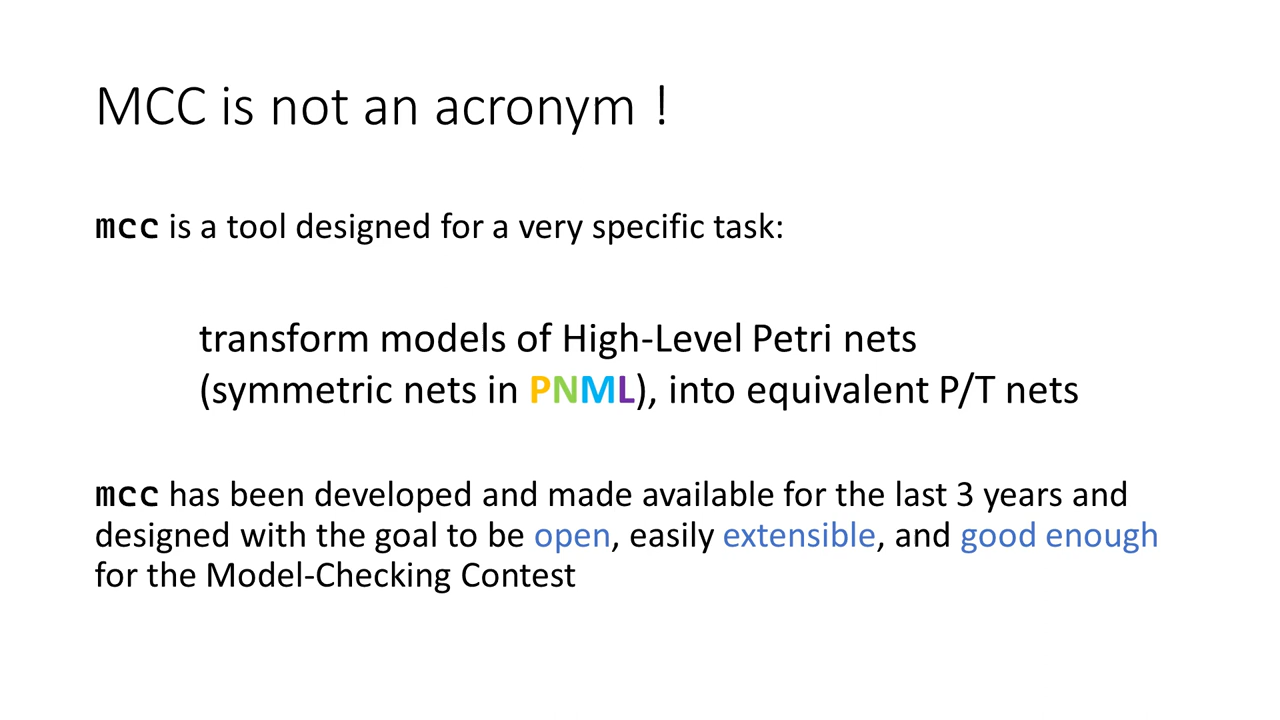 MCC is not an acronym !
mcc is a tool designed for a very specific task:
transform models of High-Level Petri nets
(symmetric nets in PNML), into equivalent P/T nets
mcc has been developed and made available for the last 3 years and
designed with the goal to be open, easily extensible, and good enough
for the Model-Checking Contest